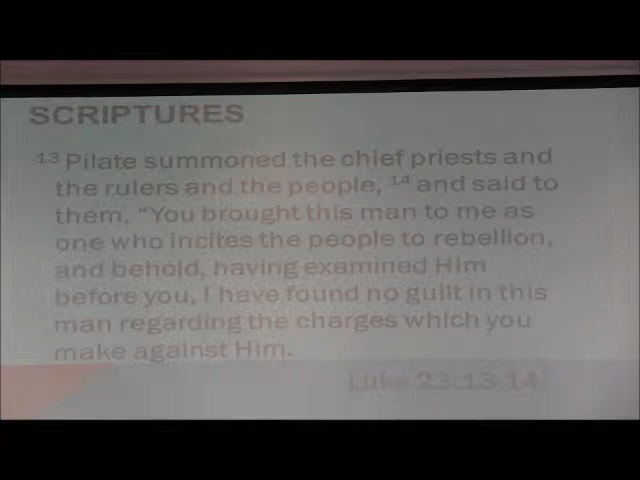 SCRIPTURES
13 Pilate summoned the chief priests and
the rulers and the people, 14 and said to
them, "You brought this man to me as
one who incites the people to rebellion,
and behold, having examined Him
before you, I have found no guilt in this
man regarding the charges which you
make against Him.
Luke 23:13-14